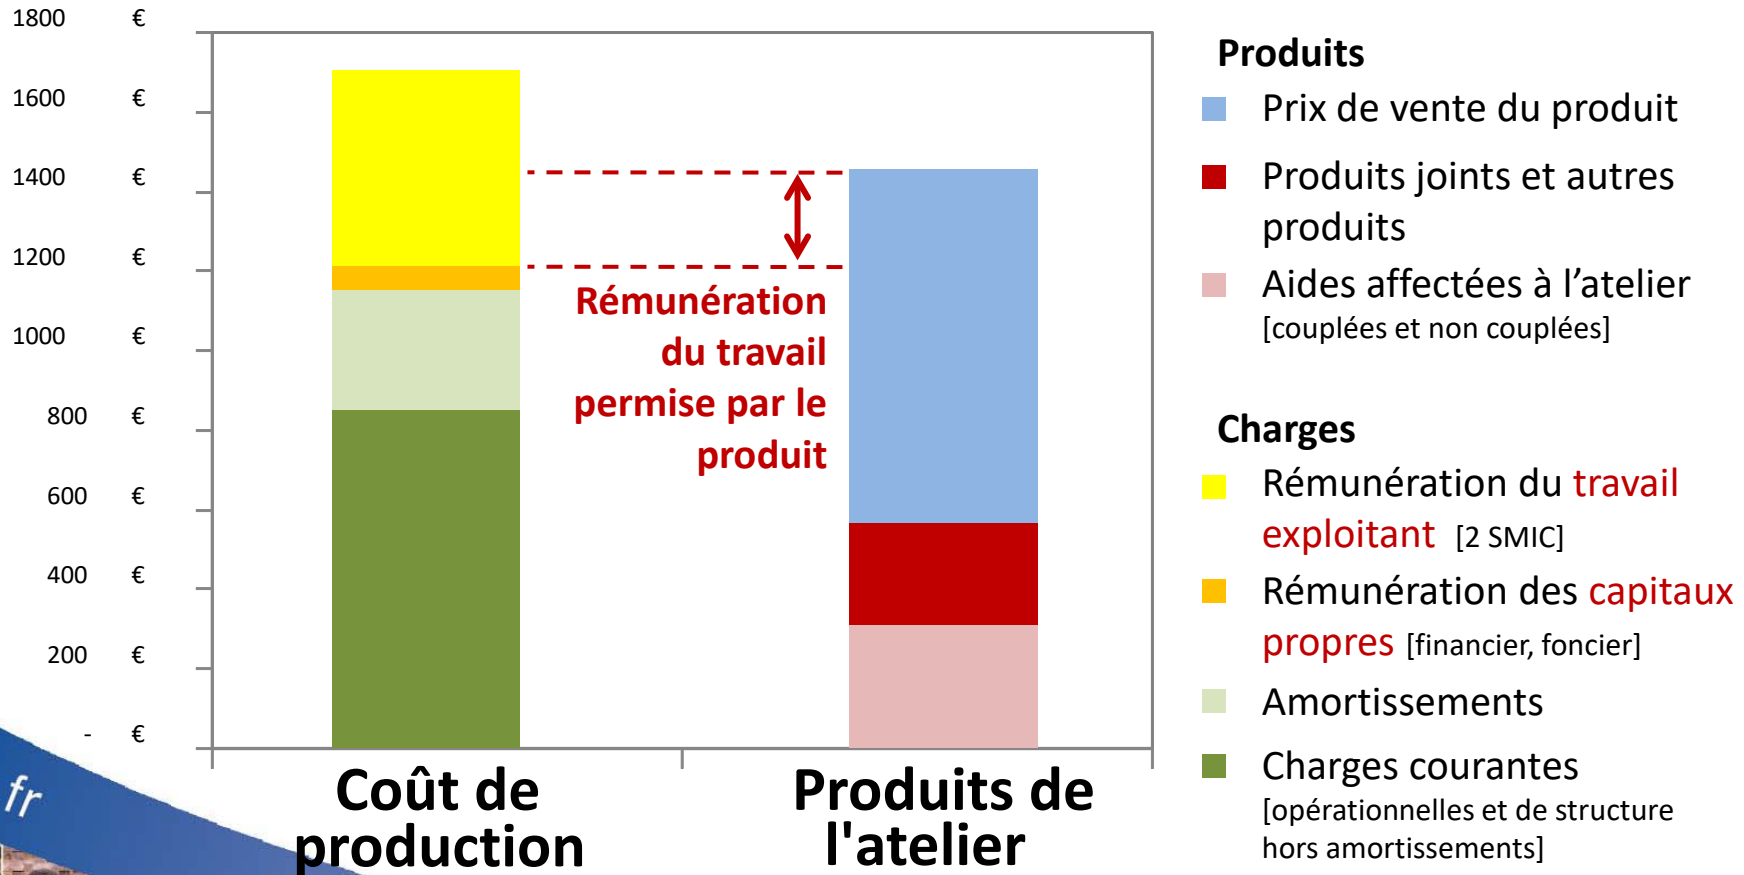 1800 €
1600 €
1400 €
1200 €
1000 €
800 €
600 €
400 €
200 €
- €
Rémunération
du travail
permise par le
produit
Coût de
production
Produits de
l'atelier
Produits
Prix de vente du produit
Produits joints et autres
produits
Aides affectées à l’atelier
[couplées et non couplées]
Charges
Rémunération du travail
exploitant [2 SMIC]
Rémunération des capitaux
propres [financier, foncier]
Amortissements
Charges courantes
[opérationnelles et de structure
hors amortissements]
fr